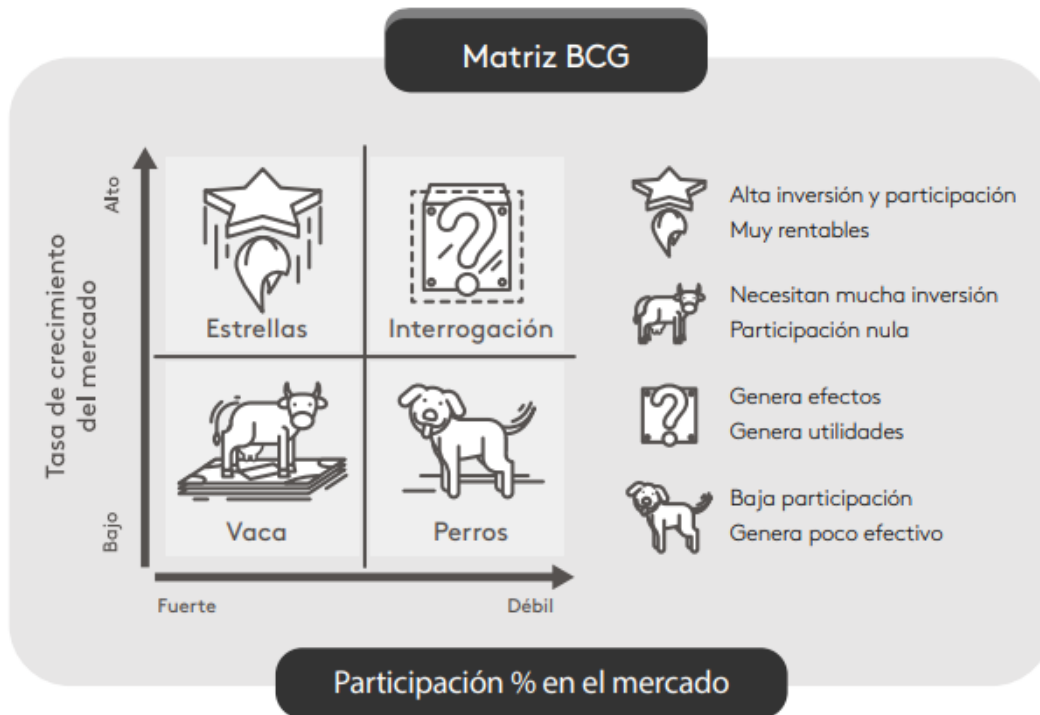 Matriz BCG
Tasa de crecimiento
del mercado
Alto
Bajo
Estrellas
Interrogación
Vaca
Perros
Fuerte
Débil
Alta inversión y participación
Muy rentables
Necesitan mucha inversión
Participación nula
Genera efectos
Genera utilidades
Baja participación
Genera poco efectivo
Participación % en el mercado